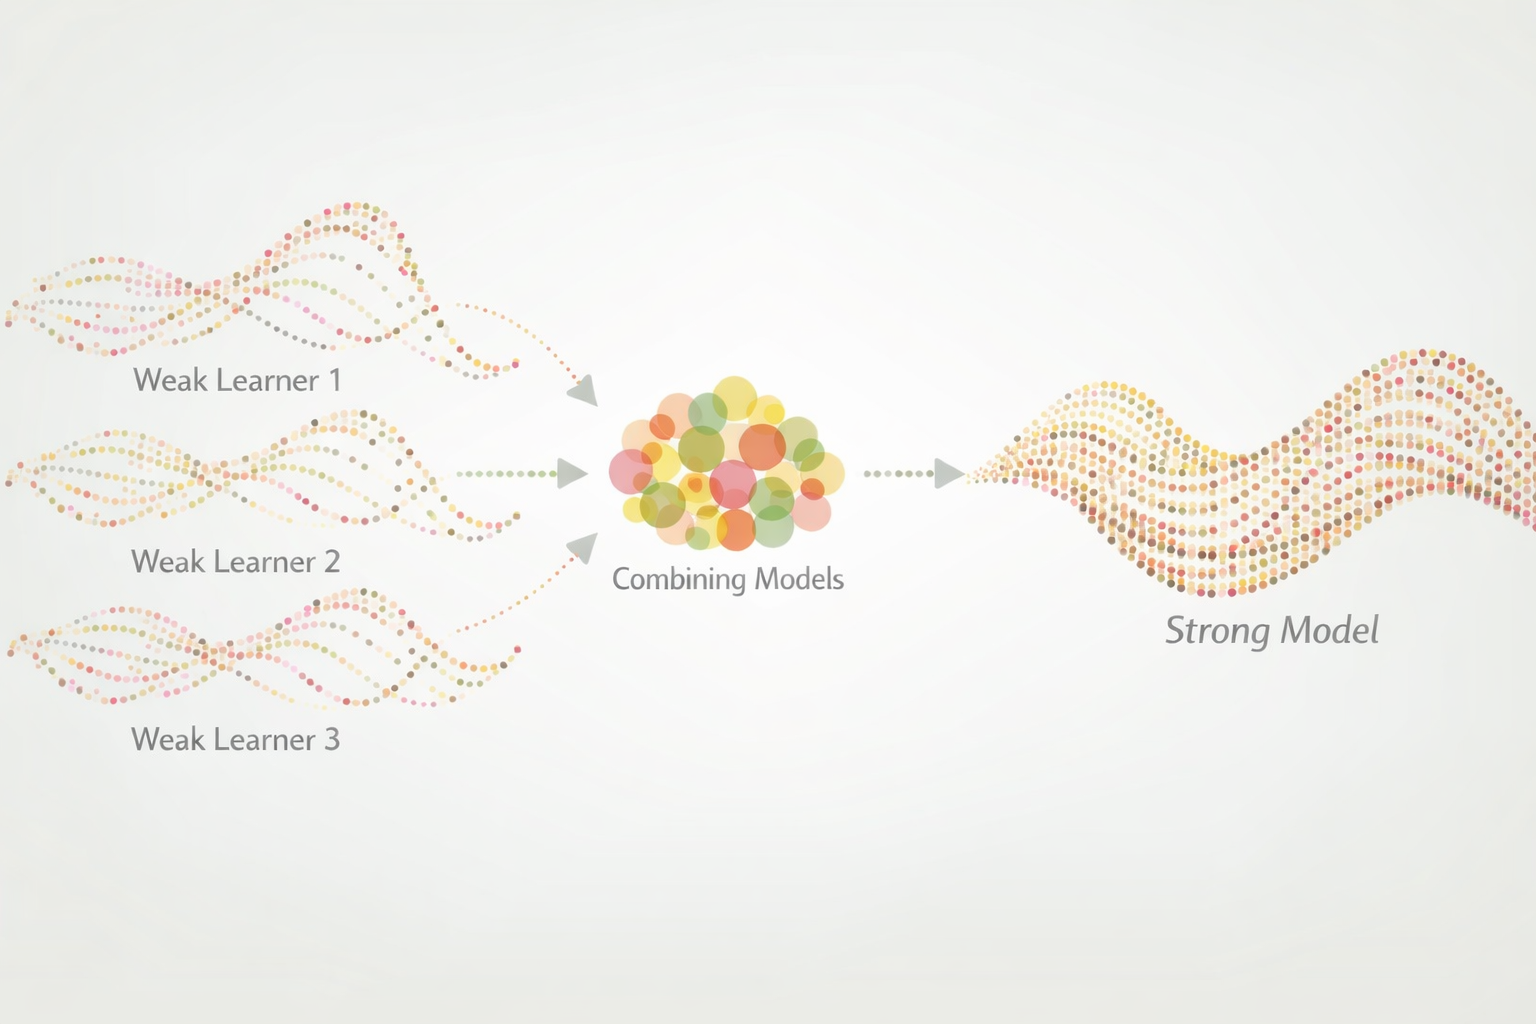 Weak Learner 1
Weak Learner 2
Weak Learner 3
Combining Models
Strong Model